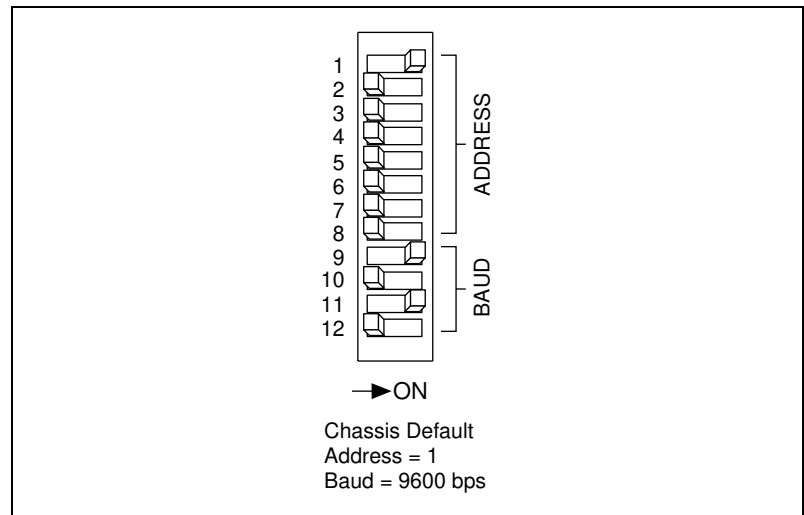 1
2
3
4
5
6
7
8
9
10
11
12
ADDRESS
BAUD
ON
Chassis Default
Address = 1
Baud = 9600 bps